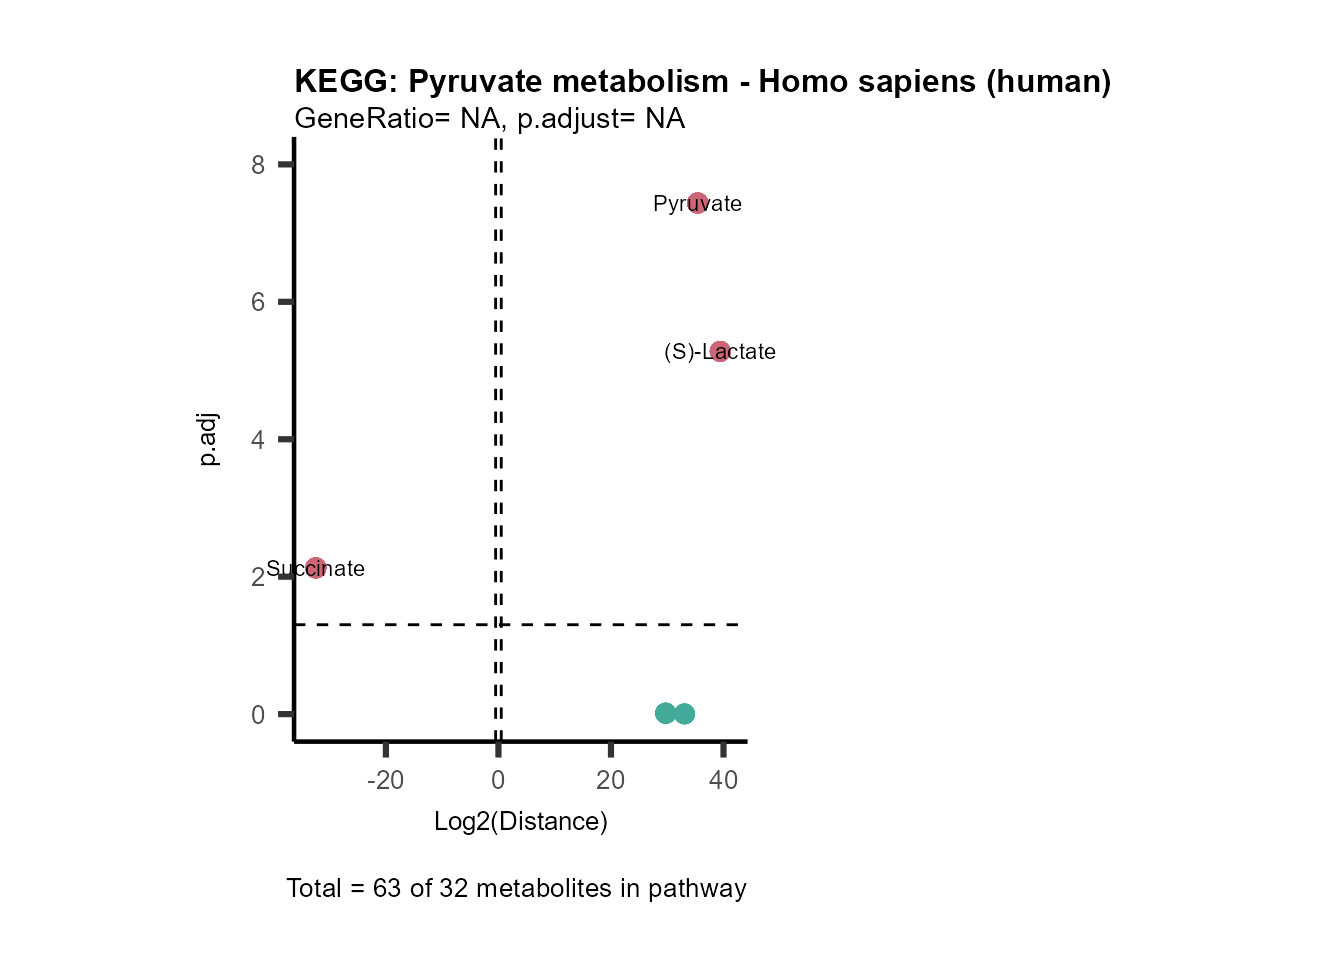 KEGG: Pyruvate metabolism - Homo sapiens (human)
GeneRatio= NA, p.adjust= NA
8
Pyruvate
6
(S)-Lactate
p.adj
4
Succinate
2
0
-20 0 20 40
Log2(Distance)
Total = 63 of 32 metabolites in pathway